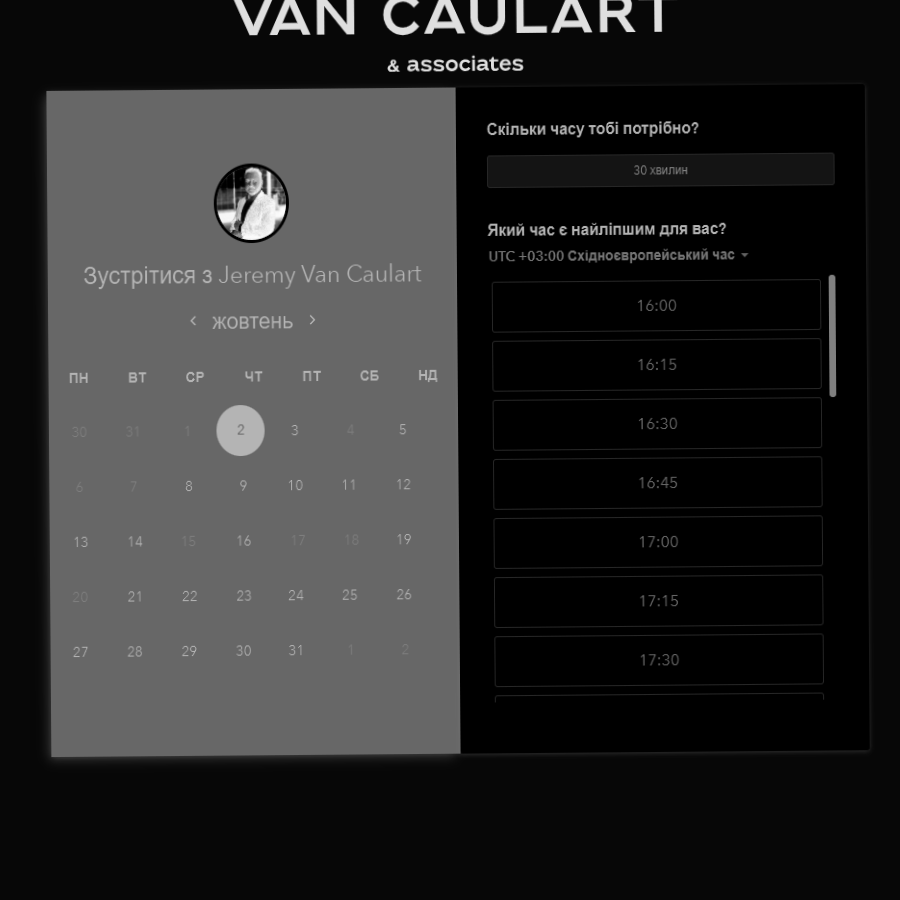 VAN CAULART
& associates
Зустрітися з Jeremy Van Caulart
жовтень
ПН ВТ СР ЧТ ПТ СБ НД
30 31 1 2 3 4 5
6 7 8 9 10 11 12
13 14 15 16 17 18 19
20 21 22 23 24 25 26
27 28 29 30 31 1 2
Скільки часу тобі потрібно?
30 хвилин
Який час є найліпшим для вас?
UTC +03:00 Східноєвропейський час
16:00
16:15
16:30
16:45
17:00
17:15
17:30